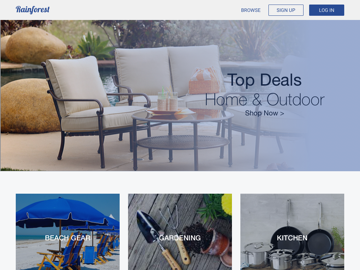 Rainforest
BROWSE
SIGN UP
LOG IN
Top Deals
Home & Outdoor
Shop Now >
BEACH GEAR
GARDENING
KITCHEN